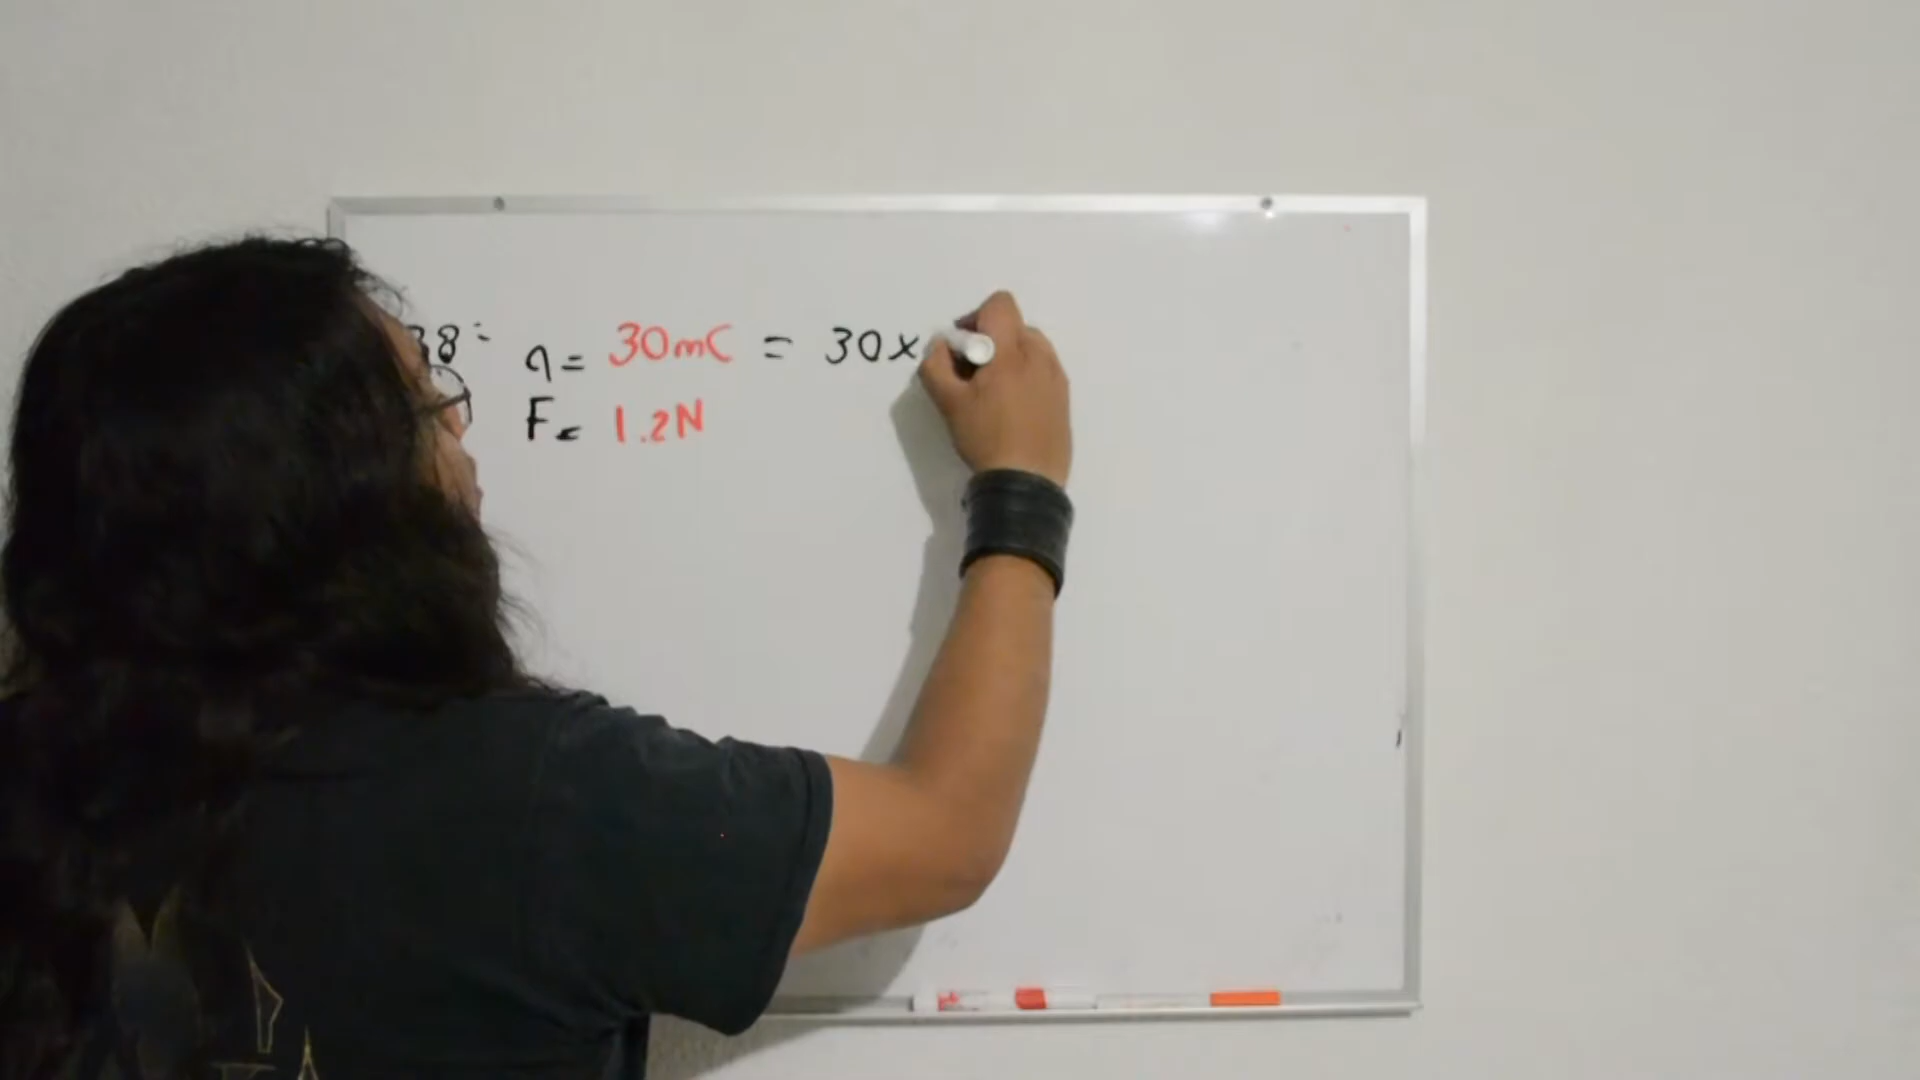 q = 30mC = 30x
F = 1.2N